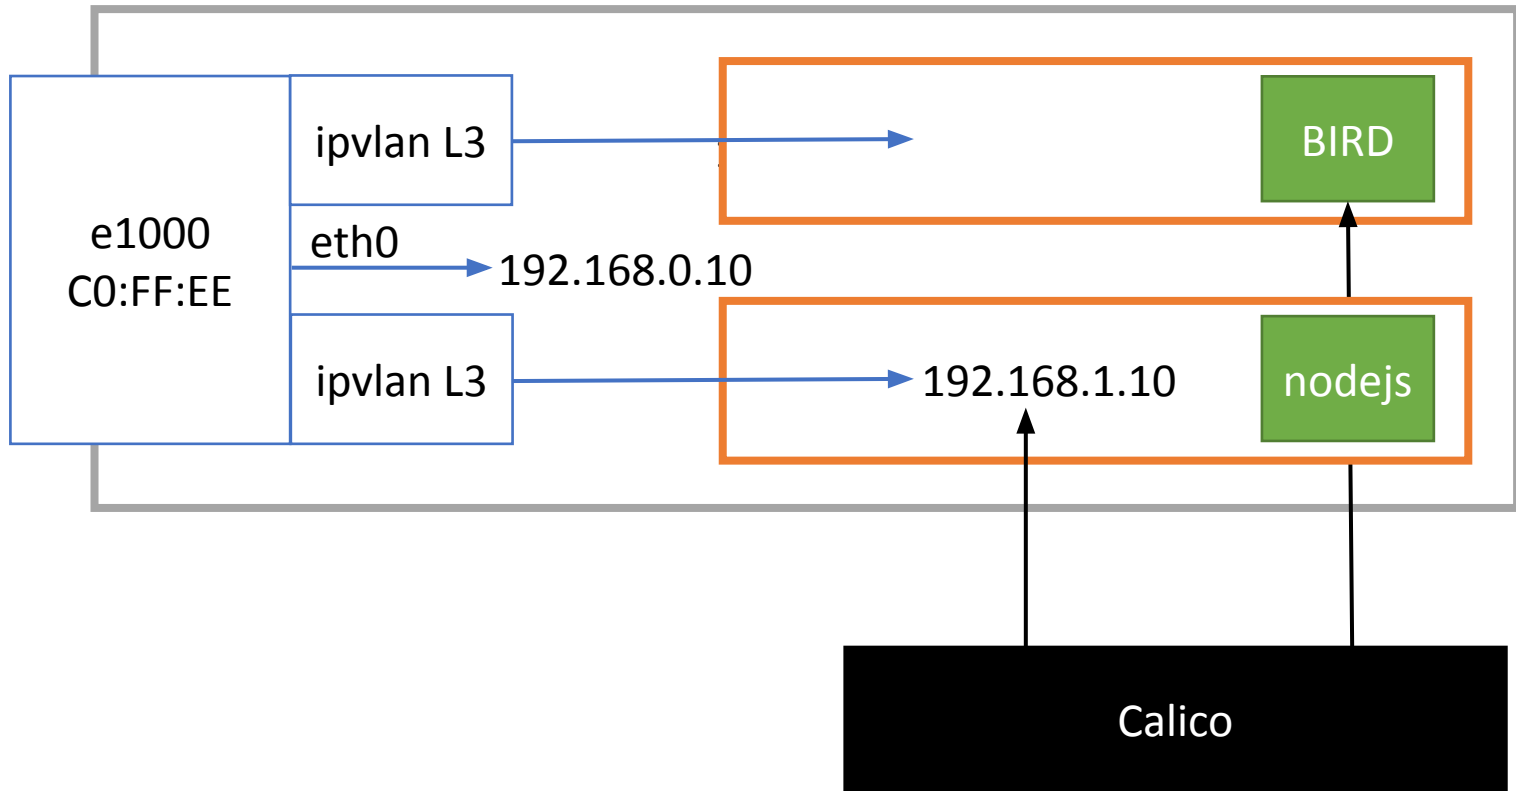 ipvlan L3
BIRD
e1000
C0:FF:EE
eth0
192.168.0.10
ipvlan L3
192.168.1.10
nodejs
Calico